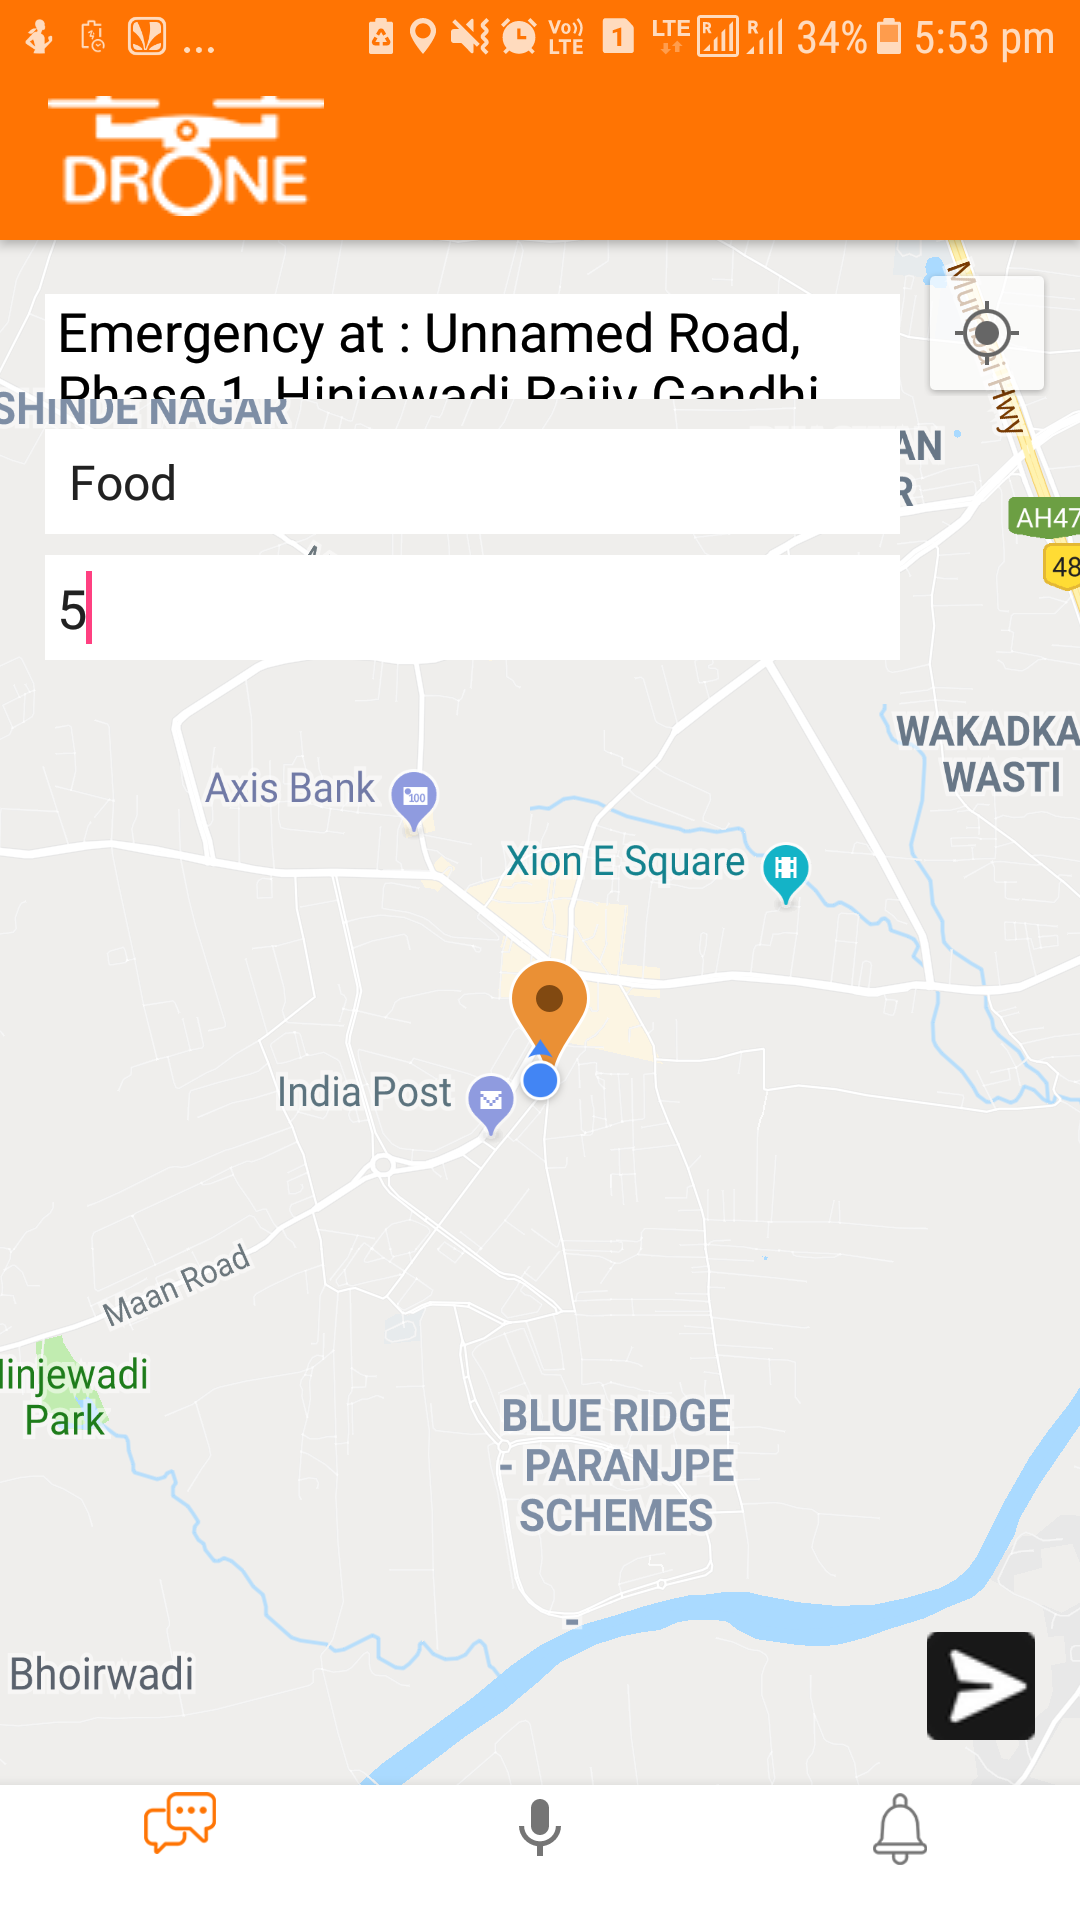 Vo))
LTE
1
LTE
R
R
34%
5:53 pm
DRONE
Emergency at : Unnamed Road,
Phase 1, Hinjewadi Rajiv Gandhi
Mumbai Hwy
SHINDE NAGAR
Food
AN
R
AH47
48
5
WAKADKA
WASTI
Axis Bank
100
Xion E Square
India Post
Maan Road
Hinjewadi
Park
BLUE RIDGE
- PARANJPE
SCHEMES
-
Bhoirwadi